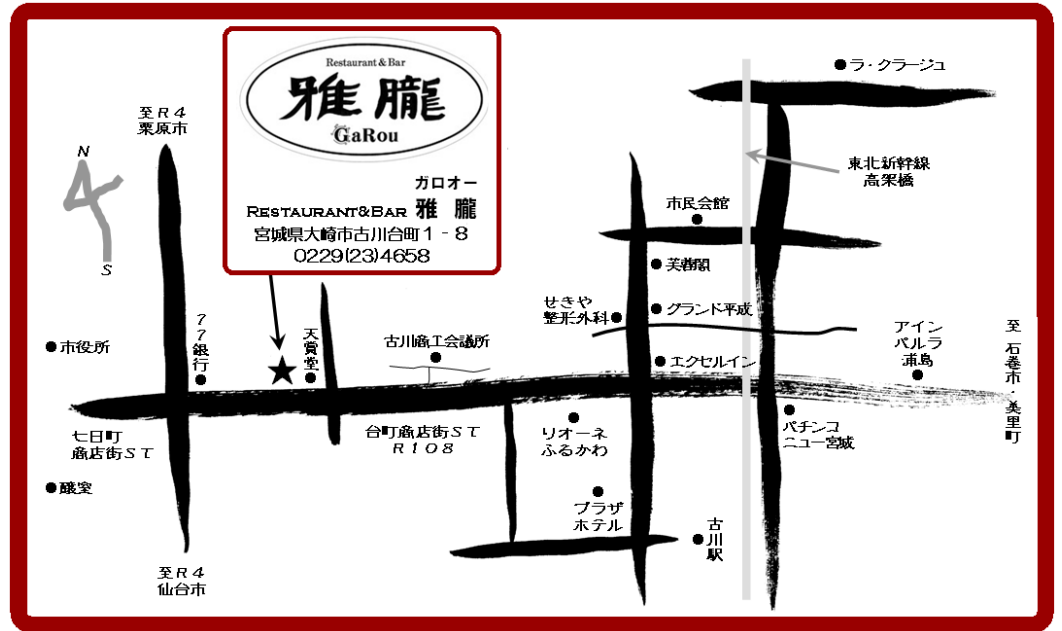 Restaurant & Bar
雅朧
GaRou
ガロオー
RESTAURANT&BAR 雅 朧
宮城県大崎市古川台町1-8
0229(23)4658
至R4
栗原市
N
S
ラ・クラージュ
東北新幹線
高架橋
市民会館
芙蓉閣
せきや
整形外科
グランド平成
エクセルイン
アイン
パルラ
浦島
至 石巻市・美里町
市役所
77銀行
天賞堂
古川商工会議所
七日町
商店街ST
台町商店街ST
R108
リオーネ
ふるかわ
パチンコ
ニュー宮城
醸室
プラザ
ホテル
古川駅
至R4
仙台市